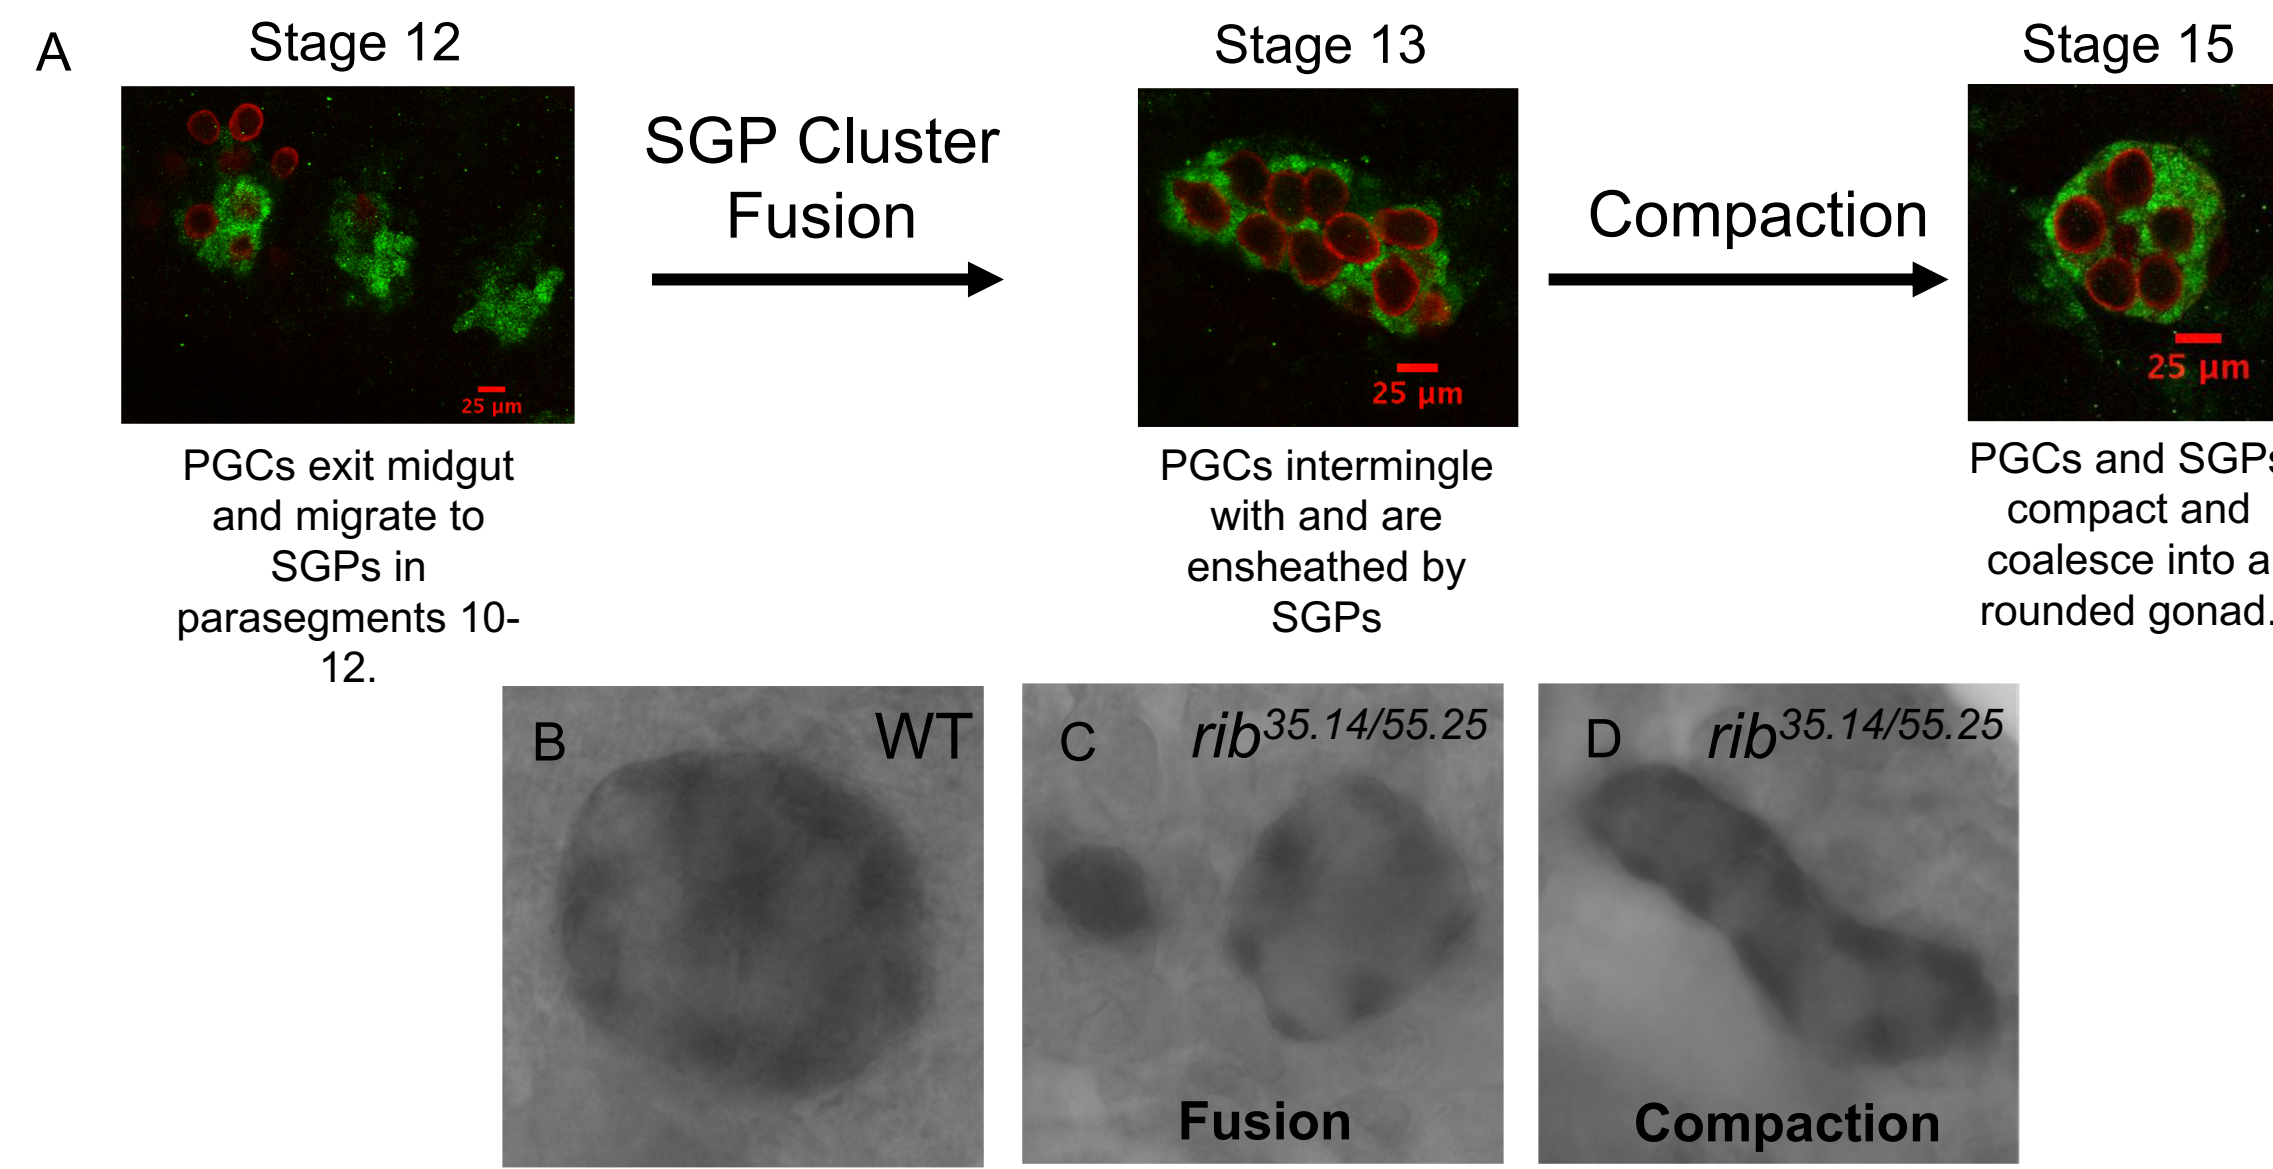 A
Stage 12
Stage 13
Stage 15
SGP Cluster
Fusion
Compaction
25 μm
25 μm
25 μm
PGCs exit midgut
and migrate to
SGPs in
parasegments 10-
12.
PGCs intermingle
with and are
ensheathed by
SGPs
PGCs and SGPs
compact and
coalesce into a
rounded gonad.
B
WT
C
rib35.14/55.25
Fusion
D
rib35.14/55.25
Compaction